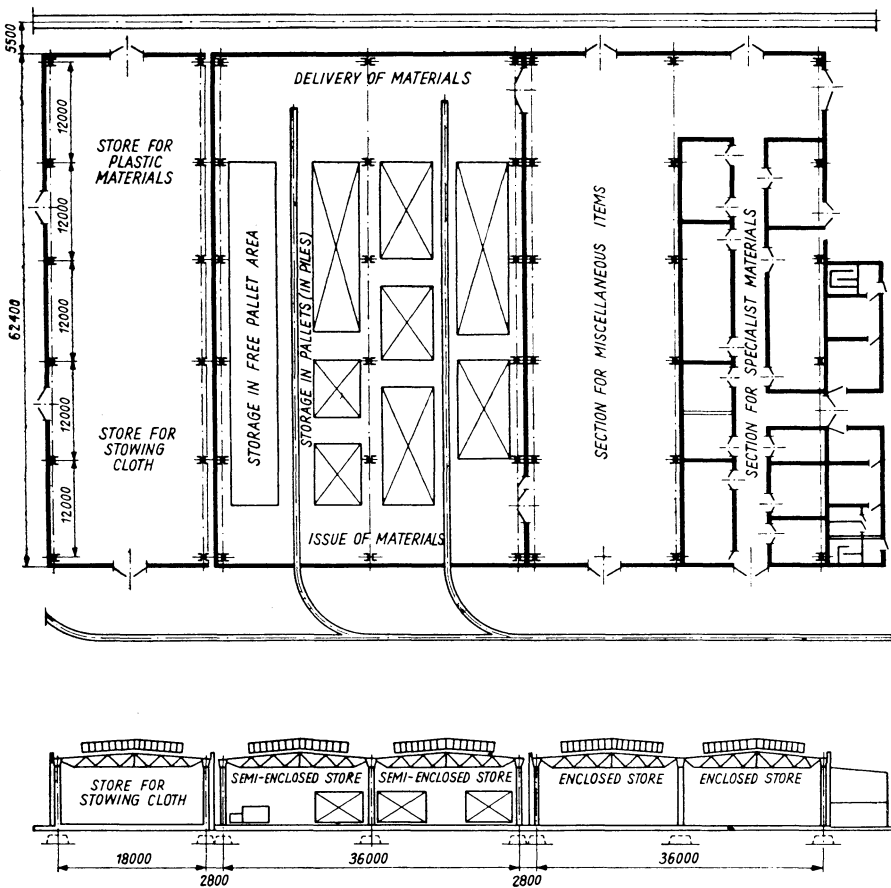 5500
DELIVERY OF MATERIALS
12000
12000
12000
12000
12000
62400
STORE FOR
PLASTIC
MATERIALS
STORE FOR
STOWING
CLOTH
STORAGE IN FREE PALLET AREA
STORAGE IN PALLETS (IN PILES)
SECTION FOR MISCELLANEOUS ITEMS
SECTION FOR SPECIALIST MATERIALS
ISSUE OF MATERIALS
STORE FOR
STOWING CLOTH
SEMI-ENCLOSED STORE
SEMI-ENCLOSED STORE
ENCLOSED STORE
ENCLOSED STORE
18000
36000
36000
2800
2800